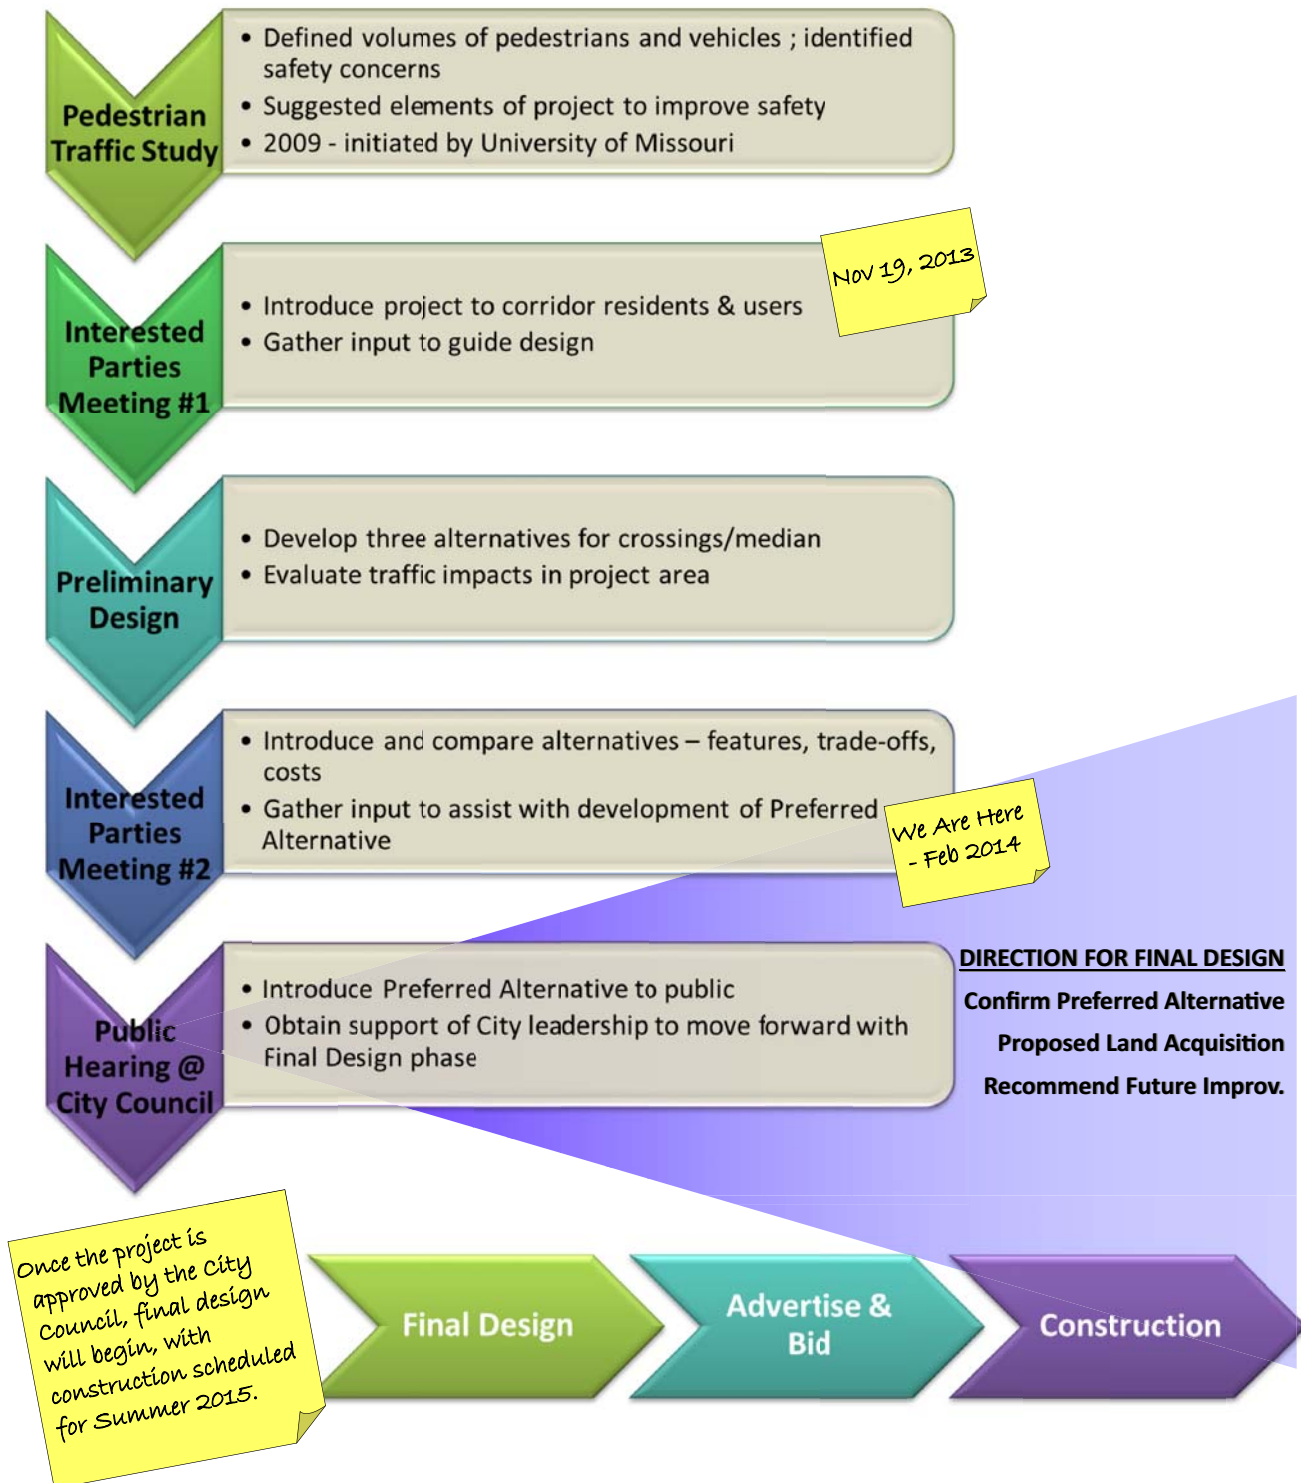 Pedestrian
Traffic Study
• Defined volumes of pedestrians and vehicles ; identified
safety concerns
• Suggested elements of project to improve safety
• 2009 - initiated by University of Missouri
Interested
Parties
Meeting #1
• Introduce project to corridor residents & users
• Gather input to guide design
Nov 19, 2013
Preliminary
Design
• Develop three alternatives for crossings/median
• Evaluate traffic impacts in project area
Interested
Parties
Meeting #2
• Introduce and compare alternatives – features, trade-offs,
costs
• Gather input to assist with development of Preferred
Alternative
We Are Here
- Feb 2014
Public
Hearing @
City Council
• Introduce Preferred Alternative to public
• Obtain support of City leadership to move forward with
Final Design phase
DIRECTION FOR FINAL DESIGN
Confirm Preferred Alternative
Proposed Land Acquisition
Recommend Future Improv.
Once the project is
approved by the City
Council, final design
will begin, with
construction scheduled
for Summer 2015.
Final Design
Advertise &
Bid
Construction